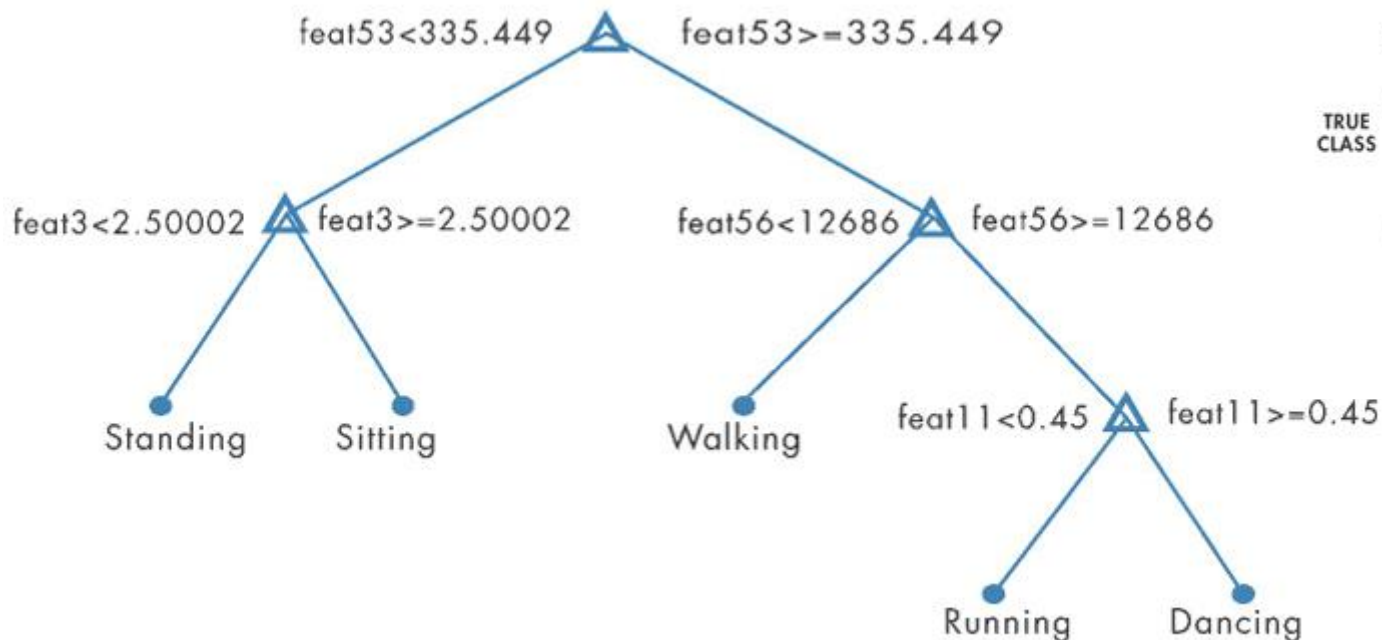 feat53<335.449
feat53>=335.449
TRUE
CLASS
feat3<2.50002
feat3>=2.50002
feat56<12686
feat56>=12686
Standing
Sitting
Walking
feat11<0.45
feat11>=0.45
Running
Dancing